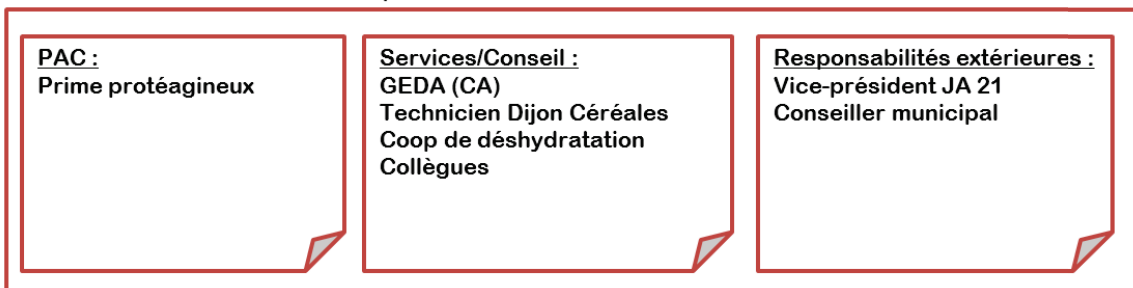 PAC :
Prime protéagineux
Services/Conseil :
GEDA (CA)
Technicien Dijon Céréales
Coop de déshydratation
Collègues
Responsabilités extérieures :
Vice-président JA 21
Conseiller municipal